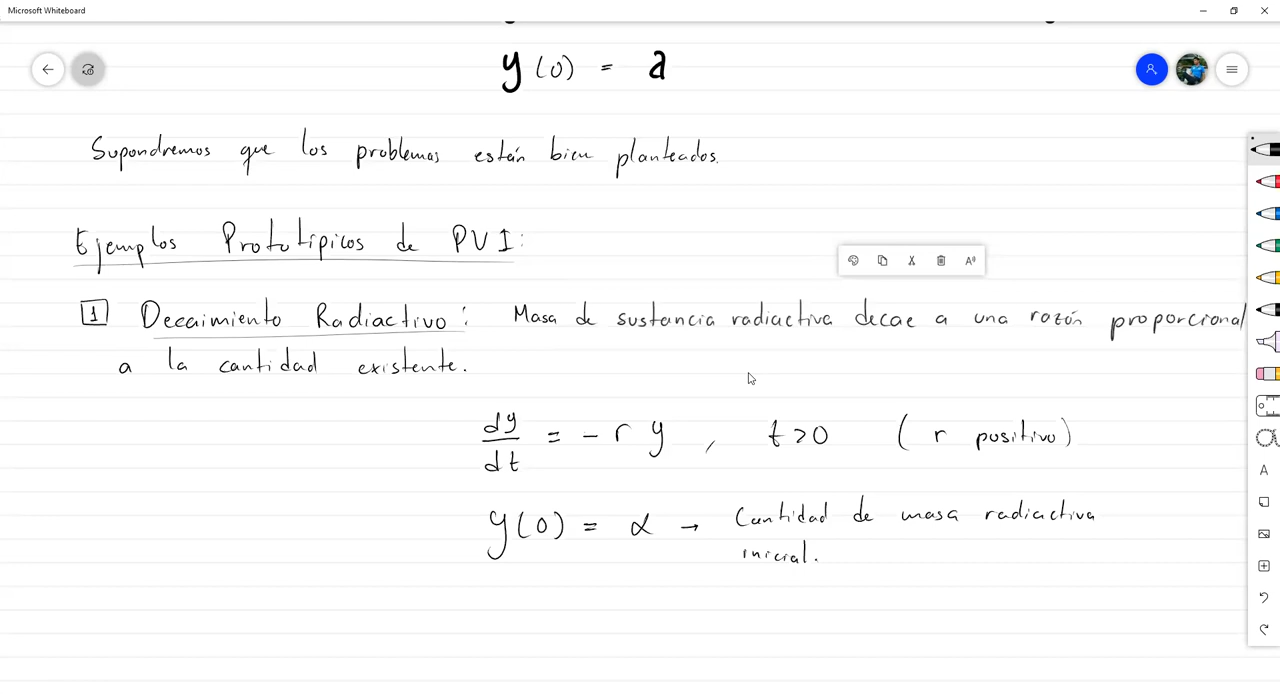 Microsoft Whiteboard
y(0) = a
Supondremos que los problemas están bien planteados.
Ejemplos Prototípicos de PVI:
1 Decaimiento Radiactivo: Masa de sustancia radiactiva decae a una razón proporcional
a la cantidad existente.
dy/dt = - r y , t>0 ( r positivo)
y(0) = α → Cantidad de masa radiactiva
inicial.